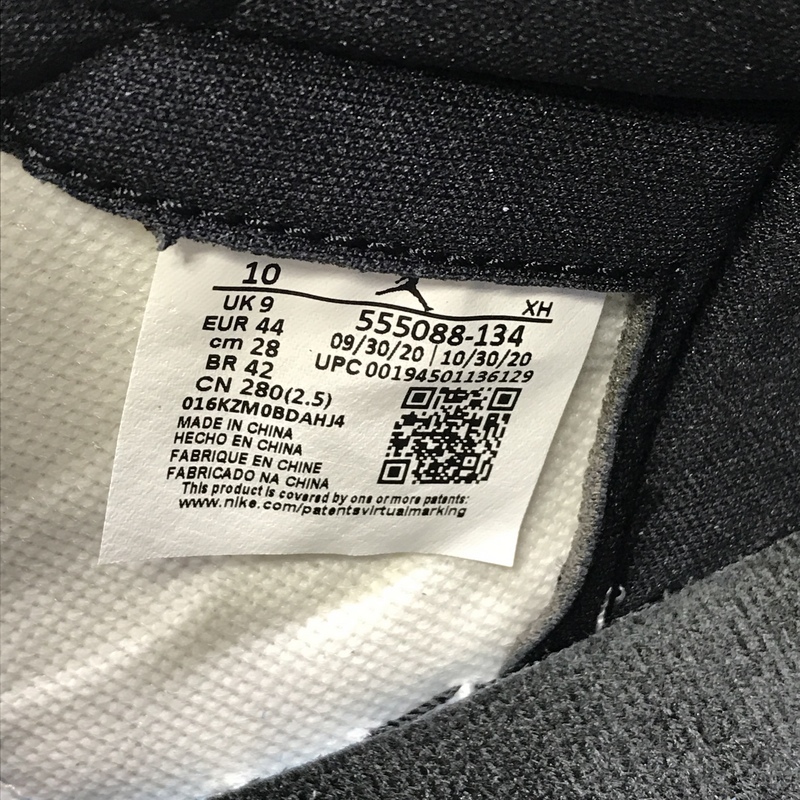 10
XH
UK 9
EUR 44
cm 28
BR 42
CN 280(2.5)
555088-134
09/30/20 | 10/30/20
UPC 00194501136129
016KZM0BDAHJ4
MADE IN CHINA
HECHO EN CHINA
FABRIQUE EN CHINE
FABRICADO NA CHINA
This product is covered by one or more patents:
www.nike.com/patentsvirtualmarking